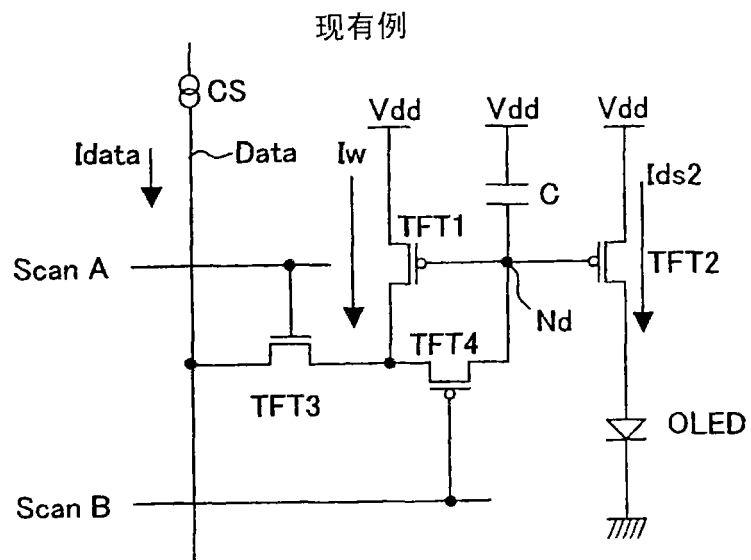 现有例
CS
Vdd
Vdd
Vdd
Idata
Data
Iw
C
Ids2
TFT1
Scan A
TFT2
Nd
TFT4
TFT3
OLED
Scan B